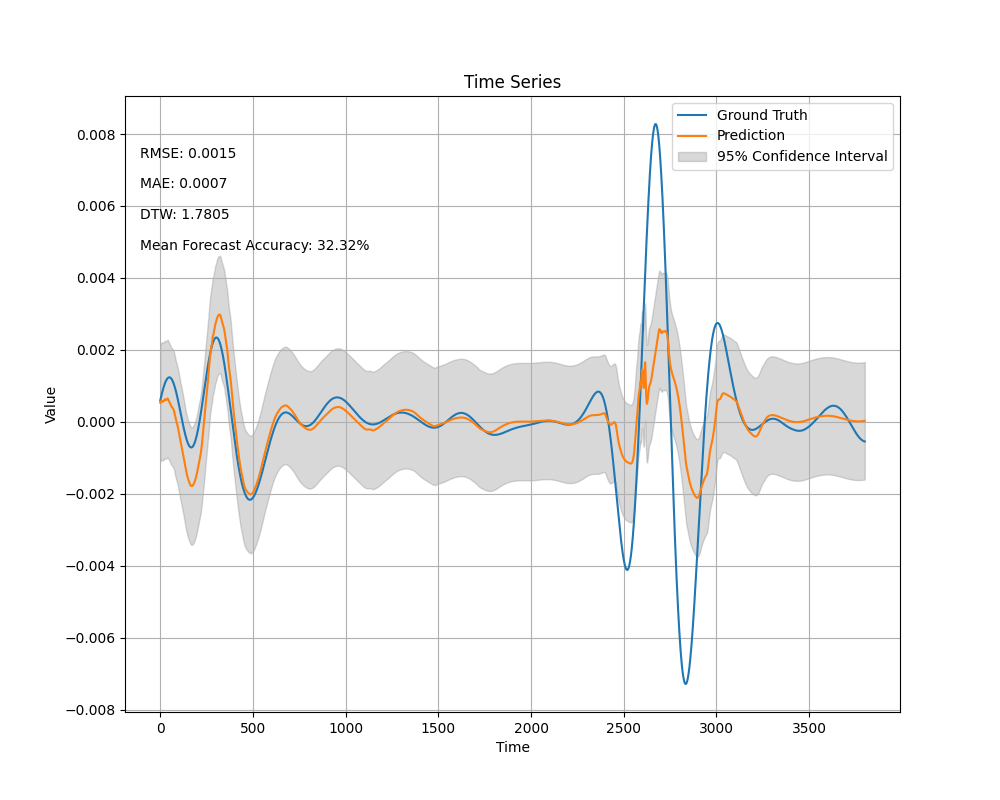 Time Series
Ground Truth
Prediction
95% Confidence Interval
RMSE: 0.0015
MAE: 0.0007
DTW: 1.7805
Mean Forecast Accuracy: 32.32%
Value
0.008
0.006
0.004
0.002
0.000
−0.002
−0.004
−0.006
−0.008
0 500 1000 1500 2000 2500 3000 3500
Time